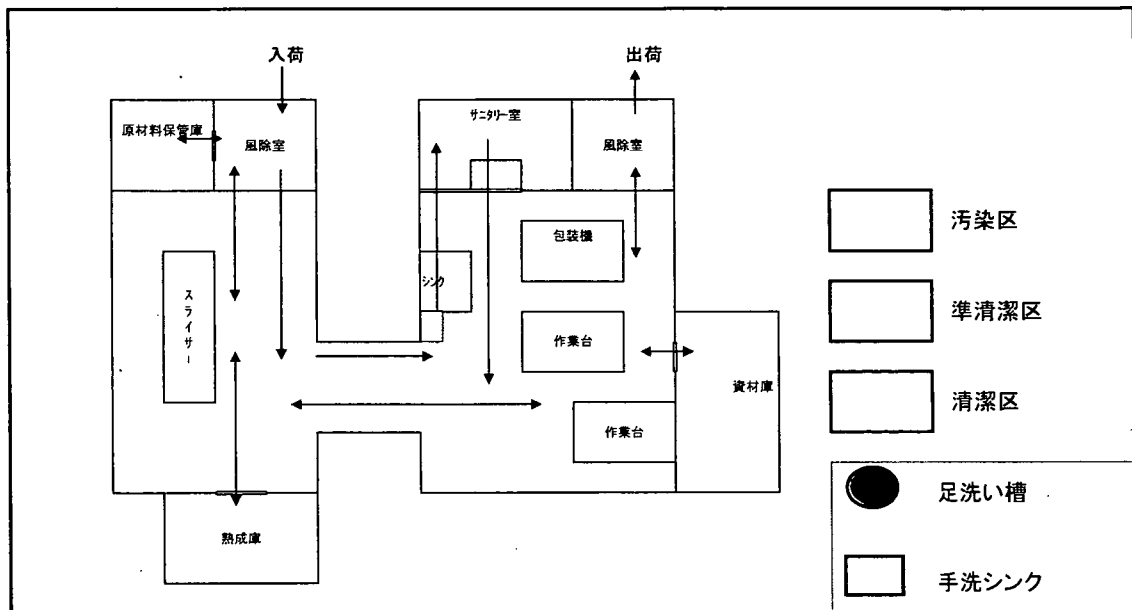 入荷
出荷
原材料保管庫
風除室
サニタリー室
風除室
包装機
シンク
スライサー
作業台
資材庫
作業台
熟成庫
汚染区
準清潔区
清潔区
足洗い槽
手洗シンク